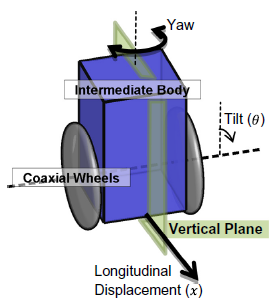 Yaw
Intermediate Body
Tilt (θ)
Coaxial Wheels
Vertical Plane
Longitudinal
Displacement (x)